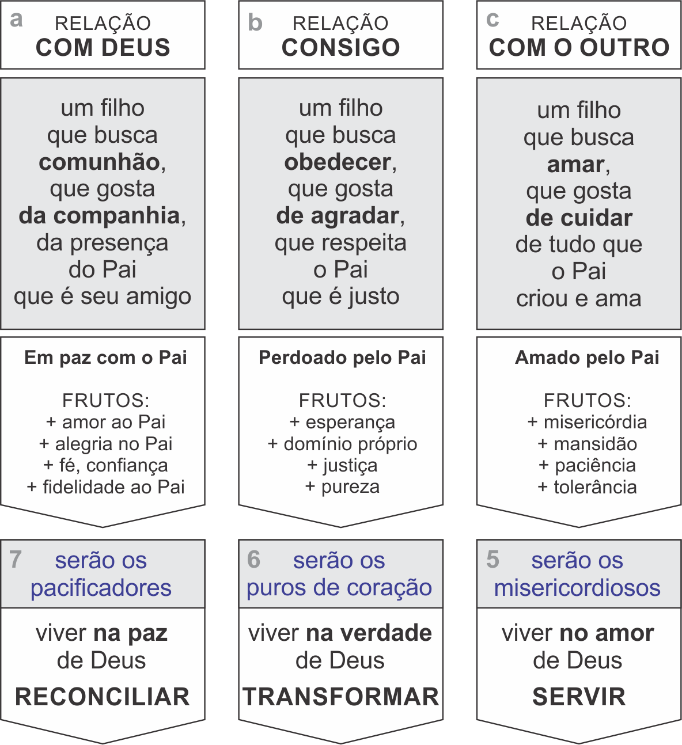 a
RELAÇÃO
COM DEUS
um filho
que busca
comunhão,
que gosta
da companhia,
da presença
do Pai
que é seu amigo
Em paz com o Pai
FRUTOS:
+ amor ao Pai
+ alegria no Pai
+ fé, confiança
+ fidelidade ao Pai
7
serão os
pacificadores
viver na paz
de Deus
RECONCILIAR
b
RELAÇÃO
CONSIGO
um filho
que busca
obedecer,
que gosta
de agradar,
que respeita
o Pai
que é justo
Perdoado pelo Pai
FRUTOS:
+ esperança
+ domínio próprio
+ justiça
+ pureza
6
serão os
puros de coração
viver na verdade
de Deus
TRANSFORMAR
c
RELAÇÃO
COM O OUTRO
um filho
que busca
amar,
que gosta
de cuidar
de tudo que
o Pai
criou e ama
Amado pelo Pai
FRUTOS:
+ misericórdia
+ mansidão
+ paciência
+ tolerância
5
serão os
misericordiosos
viver no amor
de Deus
SERVIR